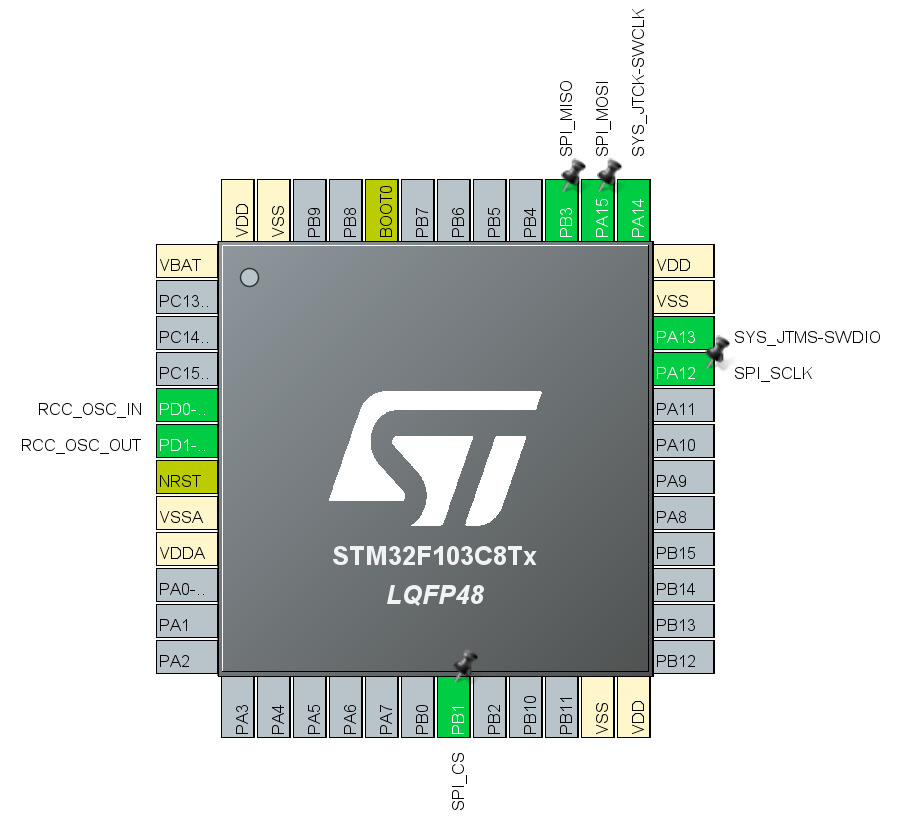 SPI_MISO
SPI_MOSI
SYS_JTCK-SWCLK
VDD
VSS
PB9
PB8
BOOT0
PB7
PB6
PB5
PB4
PB3
PA15
PA14
VBAT
PC13..
PC14..
PC15..
RCC_OSC_IN PD0-..
RCC_OSC_OUT PD1-..
NRST
VSSA
VDDA
PA0-..
PA1
PA2
ST
STM32F103C8Tx
LQFP48
VDD
VSS
PA13 SYS_JTMS-SWDIO
PA12 SPI_SCLK
PA11
PA10
PA9
PA8
PB15
PB14
PB13
PB12
PA3
PA4
PA5
PA6
PA7
PB0
PB1
PB2
PB10
PB11
VSS
VDD
SPI_CS